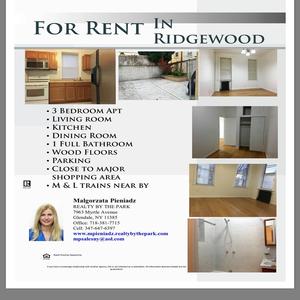 For Rent In Ridgewood
• 3 Bedroom Apt
• Living room
• Kitchen
• Dining Room
• 1 Full Bathroom
• Wood Floors
• Parking
• Close to major
shopping area
• M & L trains near by
Malgorzata Pieniadz
REALTY BY THE PARK
7963 Myrtle Avenue
Glendale, NY 11385
Office: 718-381-7715
Cell: 347-647-6397
www.mpieniadz.realtybythepark.com
mpsalesny@aol.com